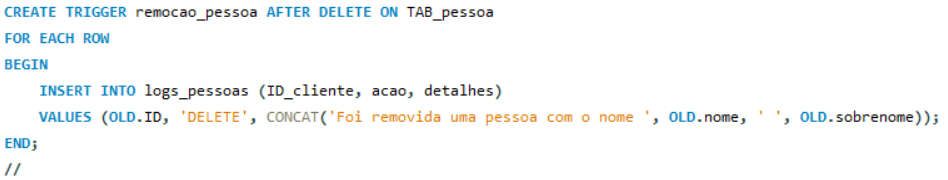 CREATE TRIGGER remocao_pessoa AFTER DELETE ON TAB_pessoa
FOR EACH ROW
BEGIN
    INSERT INTO logs_pessoas (ID_cliente, acao, detalhes)
    VALUES (OLD.ID, 'DELETE', CONCAT('Foi removida uma pessoa com o nome ', OLD.nome, ' ', OLD.sobrenome));
END;
//